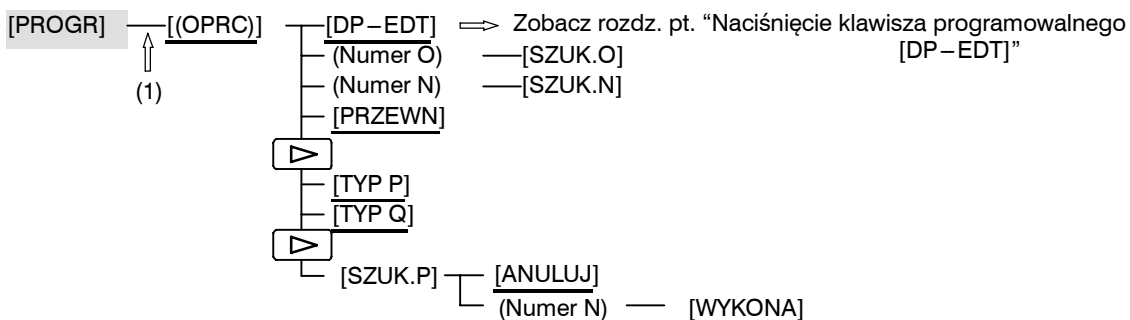 [PROGR] [(OPRC)] [DP–EDT] Zobacz rozdz. pt. “Naciśnięcie klawisza programowalnego
[DP–EDT]”
(1)
(Numer O) [SZUK.O]
(Numer N) [SZUK.N]
[PRZEWN]
[TYP P]
[TYP Q]
[SZUK.P] [ANULUJ]
(Numer N) [WYKONA]